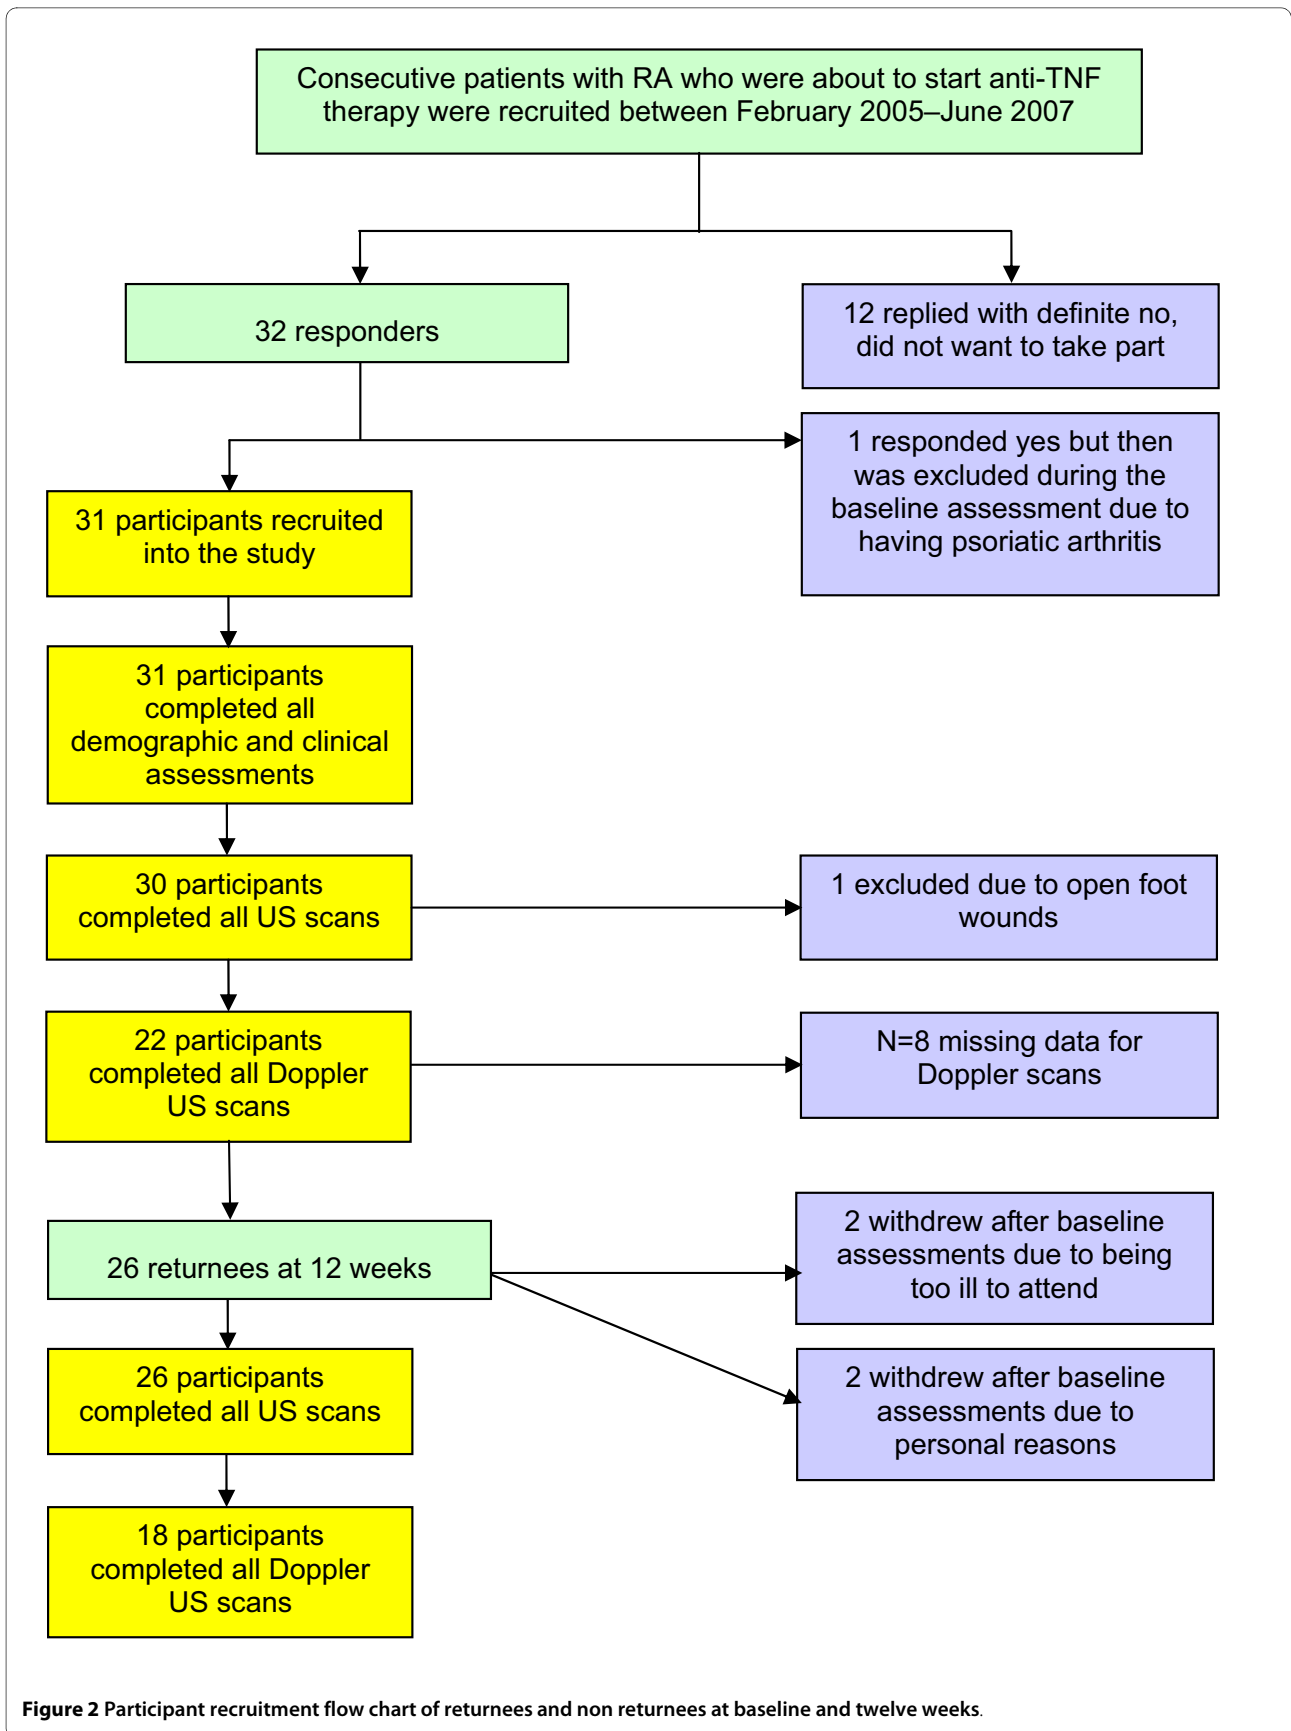 Consecutive patients with RA who were about to start anti-TNF
therapy were recruited between February 2005–June 2007
32 responders
12 replied with definite no,
did not want to take part
1 responded yes but then
was excluded during the
baseline assessment due to
having psoriatic arthritis
31 participants recruited
into the study
31 participants
completed all
demographic and clinical
assessments
30 participants
completed all US scans
1 excluded due to open foot
wounds
22 participants
completed all Doppler
US scans
N=8 missing data for
Doppler scans
26 returnees at 12 weeks
2 withdrew after baseline
assessments due to being
too ill to attend
26 participants
completed all US scans
2 withdrew after baseline
assessments due to
personal reasons
18 participants
completed all Doppler
US scans
Figure 2 Participant recruitment flow chart of returnees and non returnees at baseline and twelve weeks.